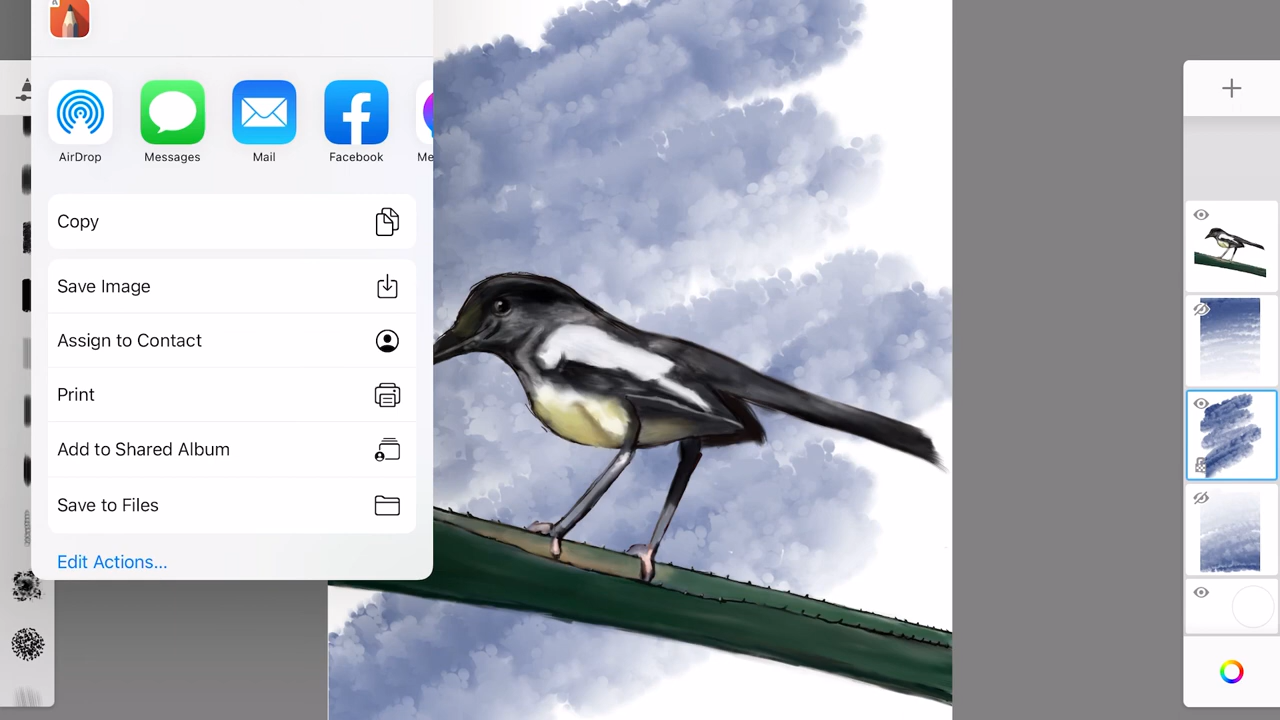 AirDrop
Messages
Mail
Facebook
Me
Copy
Save Image
Assign to Contact
Print
Add to Shared Album
Save to Files
Edit Actions...